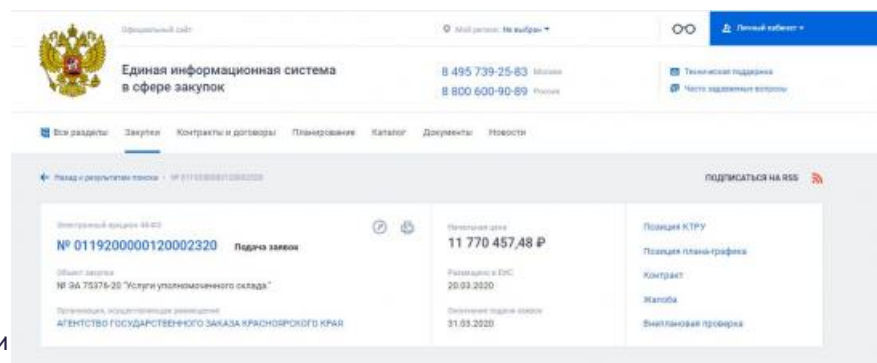 Официальный сайт
Мой регион: Не выбран
Личный кабинет
Единая информационная система
в сфере закупок
8 495 739-25-83 Москва
8 800 600-90-89 Россия
Техническая поддержка
Часто задаваемые вопросы
Все разделы Закупки Контракты и договоры Планирование Каталог Документы Новости
Назад к результатам поиска
ПОДПИСАТЬСЯ НА RSS
Электронный аукцион 44-ФЗ
№ 0119200000120002320 Подача заявок
Объект закупки
№ ЭА 75376-20 "Услуги уполномоченного склада."
Организация, осуществляющая размещение
АГЕНТСТВО ГОСУДАРСТВЕННОГО ЗАКАЗА КРАСНОЯРСКОГО КРАЯ
Начальная цена
11 770 457,48 ₽
Размещено в ЕИС
20.03.2020
Окончание подачи заявок
31.03.2020
Позиция КТРУ
Позиция плана-графика
Контракт
Жалоба
Внеплановая проверка
и